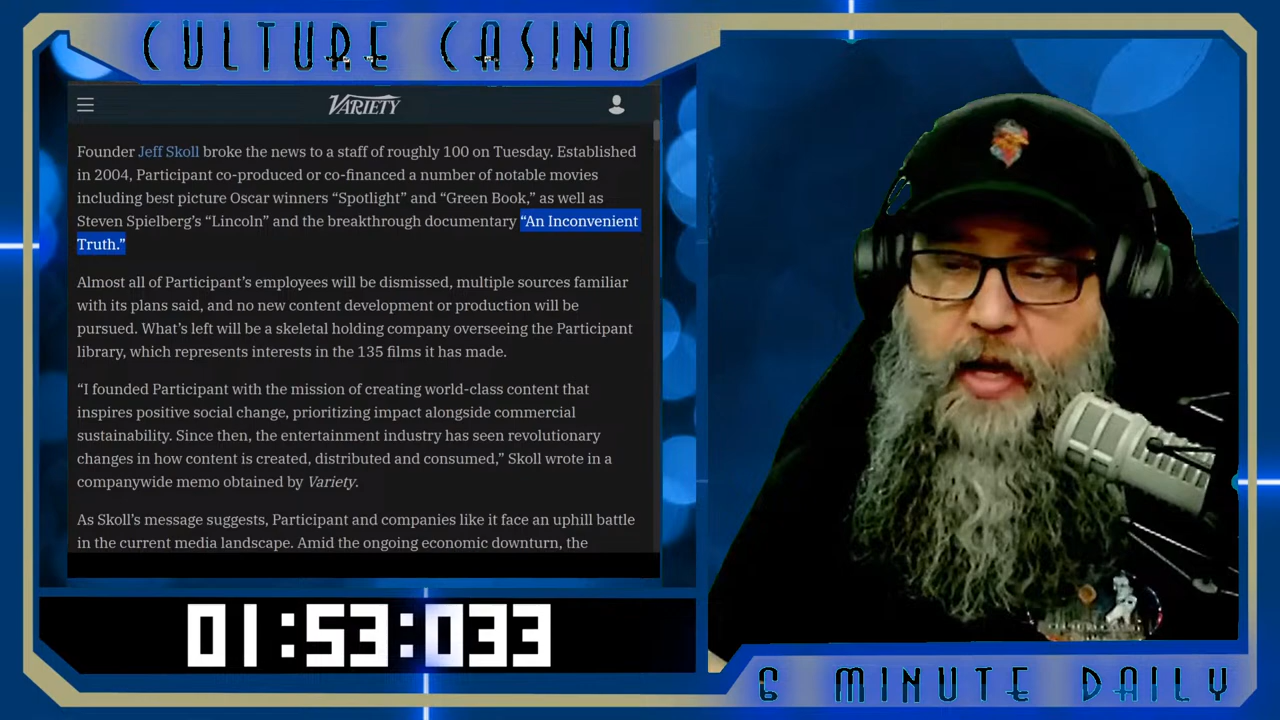 CULTURE CASINO
VARIETY
Founder Jeff Skoll broke the news to a staff of roughly 100 on Tuesday. Established
in 2004, Participant co-produced or co-financed a number of notable movies
including best picture Oscar winners “Spotlight” and “Green Book,” as well as
Steven Spielberg’s “Lincoln” and the breakthrough documentary “An Inconvenient
Truth.”
Almost all of Participant’s employees will be dismissed, multiple sources familiar
with its plans said, and no new content development or production will be
pursued. What’s left will be a skeletal holding company overseeing the Participant
library, which represents interests in the 135 films it has made.
“I founded Participant with the mission of creating world-class content that
inspires positive social change, prioritizing impact alongside commercial
sustainability. Since then, the entertainment industry has seen revolutionary
changes in how content is created, distributed and consumed,” Skoll wrote in a
companywide memo obtained by Variety.
As Skoll’s message suggests, Participant and companies like it face an uphill battle
in the current media landscape. Amid the ongoing economic downturn, the
01:53:033
6 MINUTE DAILY